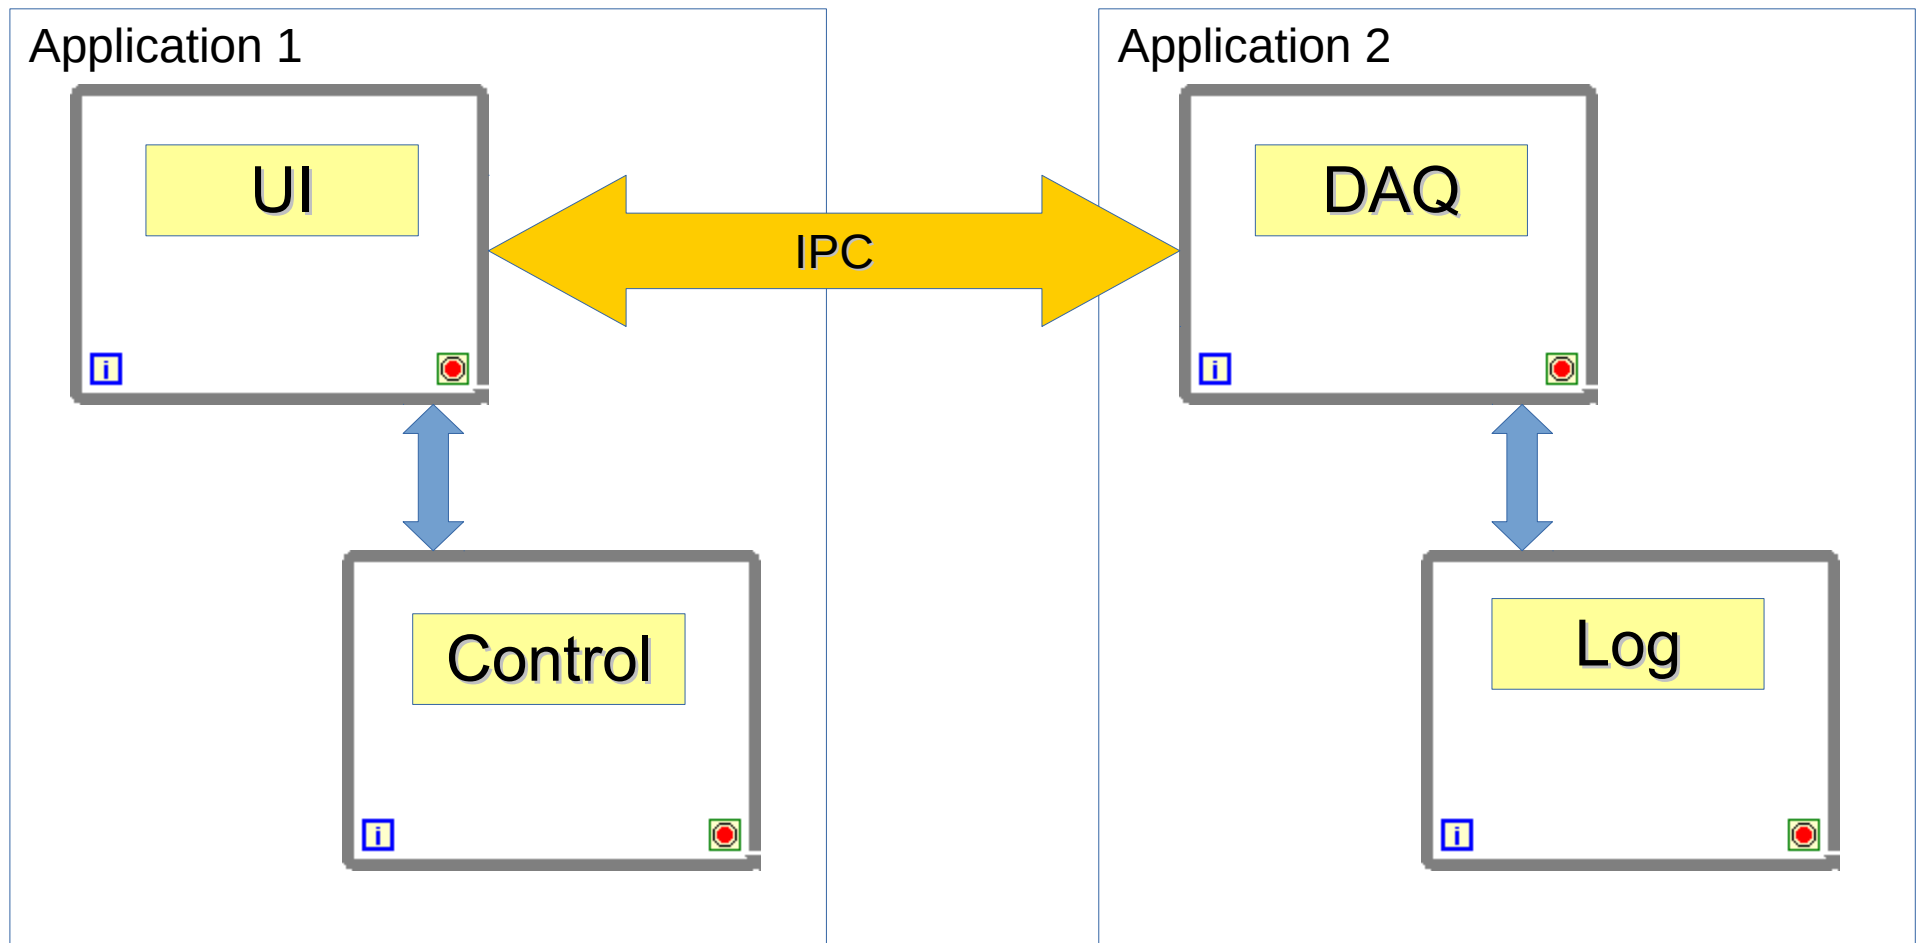 Application 1
Application 2
UI
IPC
DAQ
i
i
Control
Log
i
i